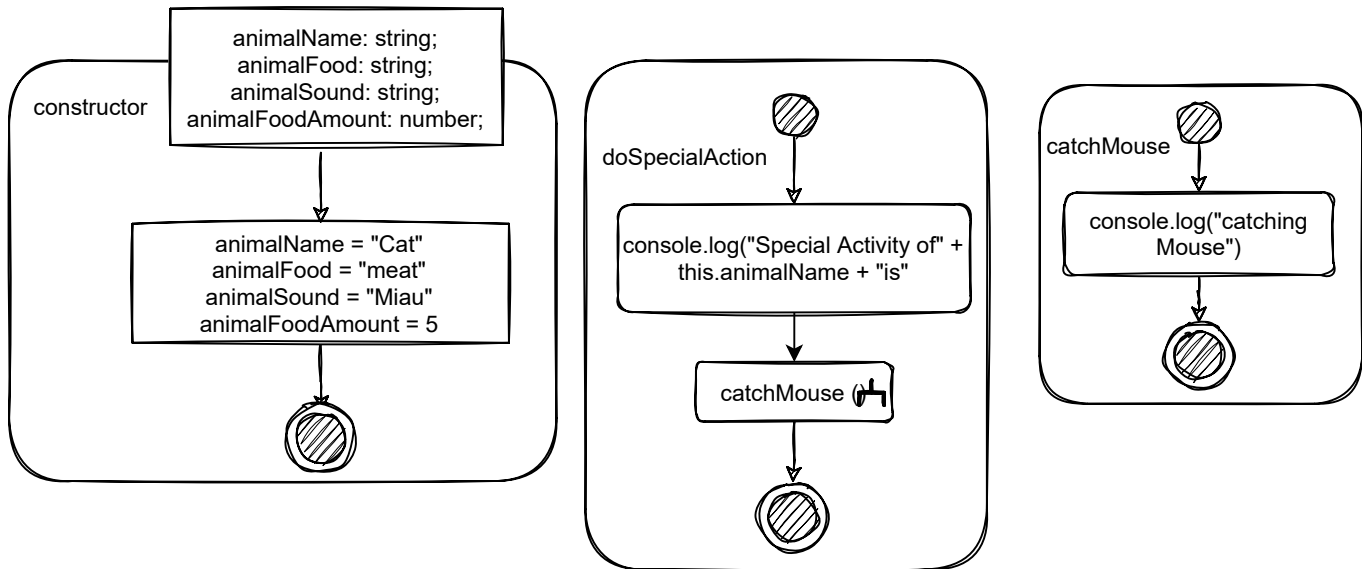 constructor
animalName: string;
animalFood: string;
animalSound: string;
animalFoodAmount: number;
animalName = "Cat"
animalFood = "meat"
animalSound = "Miau"
animalFoodAmount = 5
doSpecialAction
console.log("Special Activity of" +
this.animalName + "is"
catchMouse ()
catchMouse
console.log("catching
Mouse")